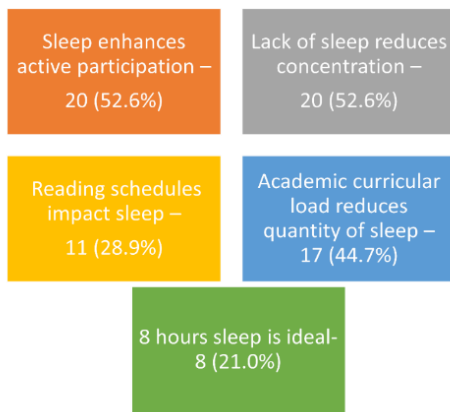 Sleep enhances
active participation –
20 (52.6%)
Lack of sleep reduces
concentration –
20 (52.6%)
Reading schedules
impact sleep –
11 (28.9%)
Academic curricular
load reduces
quantity of sleep –
17 (44.7%)
8 hours sleep is ideal-
8 (21.0%)